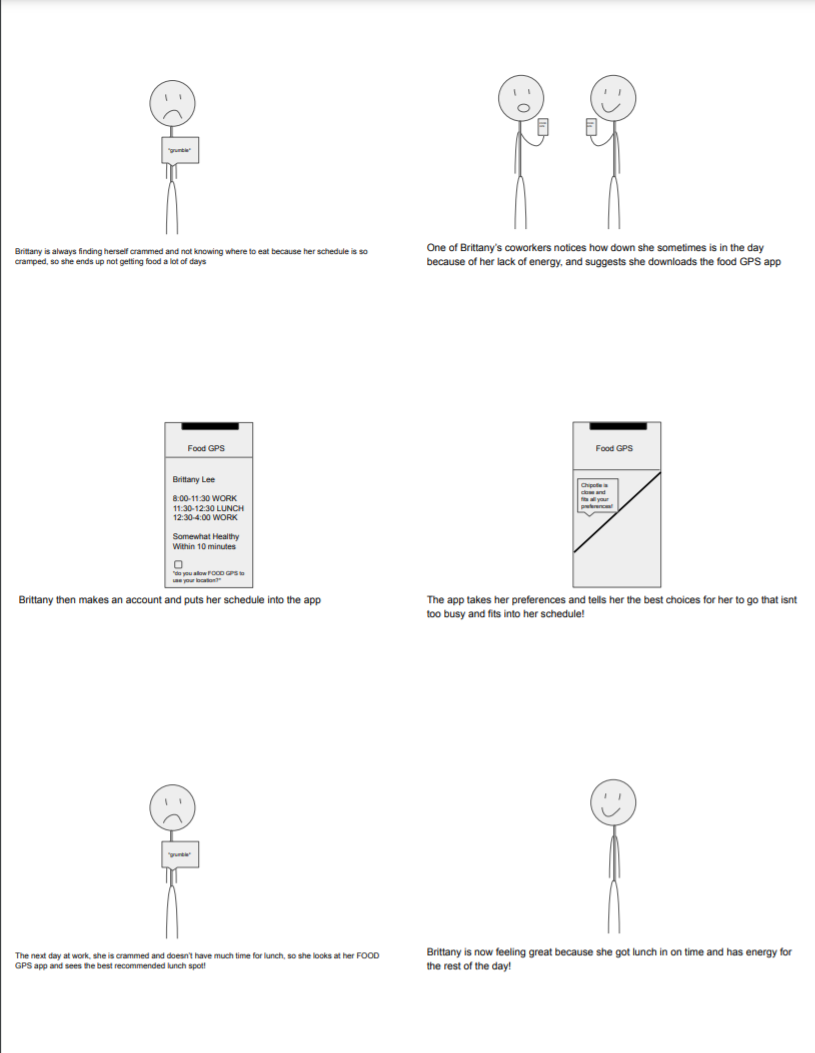 *grumble*
Brittany is always finding herself crammed and not knowing where to eat because her schedule is so
cramped, so she ends up not getting food a lot of days
One of Brittany's coworkers notices how down she sometimes is in the day
because of her lack of energy, and suggests she downloads the food GPS app
Food GPS
Brittany Lee
8:00-11:30 WORK
11:30-12:30 LUNCH
12:30-4:00 WORK
Somewhat Healthy
Within 10 minutes
"do you allow FOOD GPS to
use your location?"
Brittany then makes an account and puts her schedule into the app
Food GPS
Chipotle is
close and
fits all your
preferences!
The app takes her preferences and tells her the best choices for her to go that isnt
too busy and fits into her schedule!
*grumble*
The next day at work, she is crammed and doesn't have much time for lunch, so she looks at her FOOD
GPS app and sees the best recommended lunch spot!
Brittany is now feeling great because she got lunch in on time and has energy for
the rest of the day!